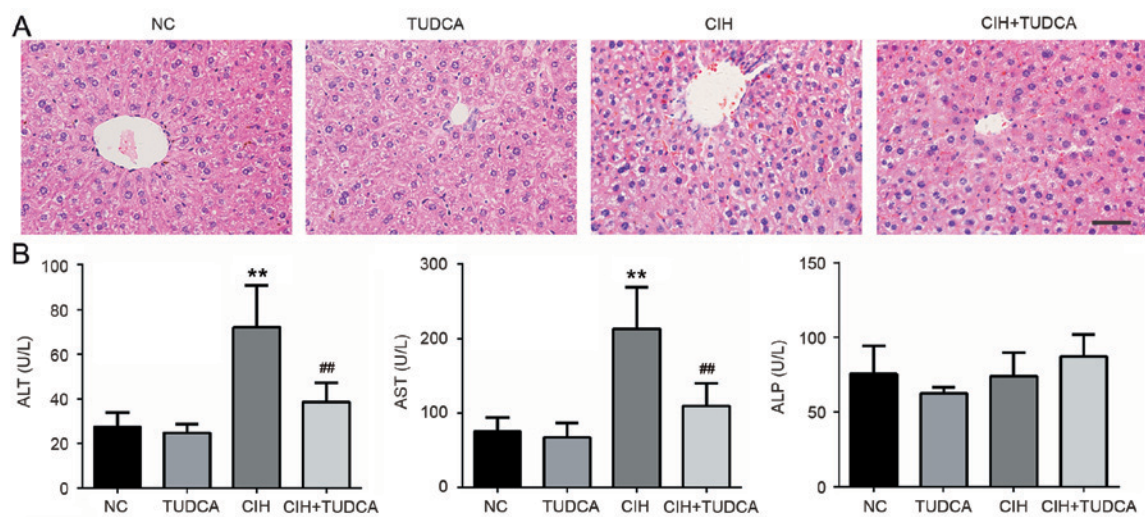 A
NC
TUDCA
CIH
CIH+TUDCA
B
ALT (U/L)
100
80
60
40
20
0
**
##
NC
TUDCA
CIH
CIH+TUDCA
AST (U/L)
300
200
100
0
**
##
NC
TUDCA
CIH
CIH+TUDCA
ALP (U/L)
150
100
50
0
NC
TUDCA
CIH
CIH+TUDCA